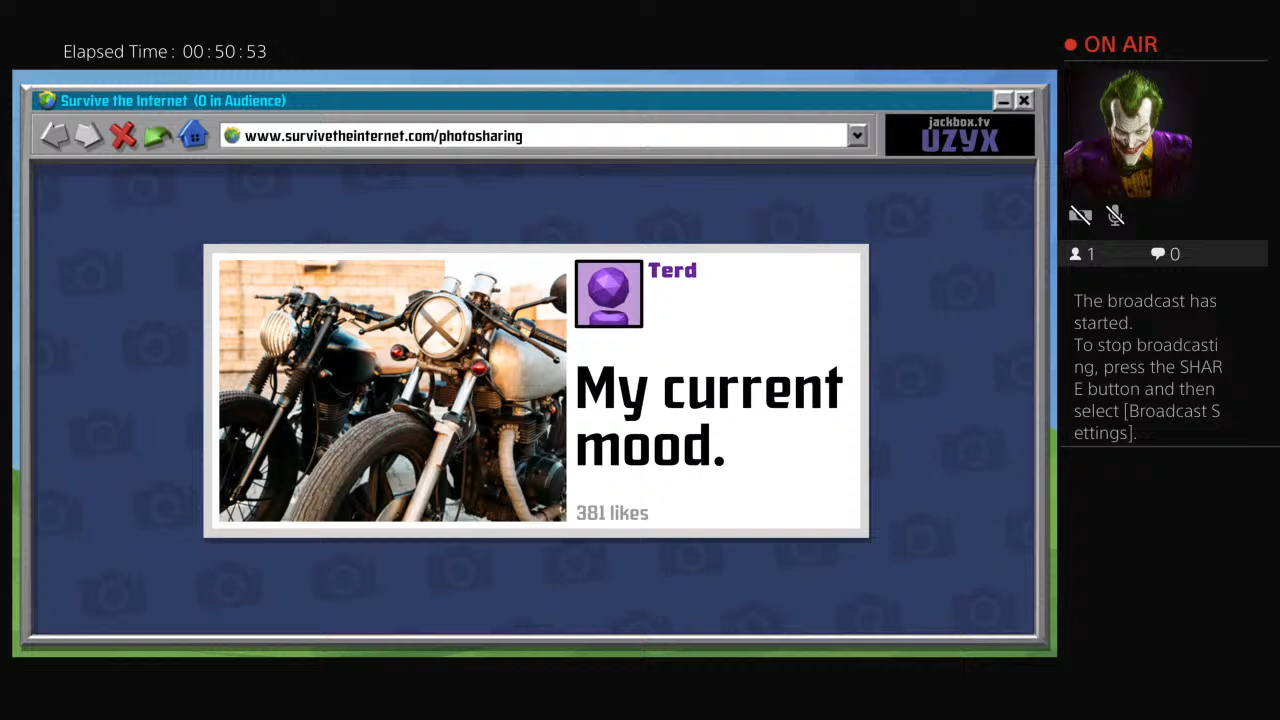 Elapsed Time: 00:50:53
ON AIR
Survive the Internet (0 in Audience)
www.survivetheinternet.com/photosharing
jackbox.tv
UZYX
Terd
My current
mood.
381 likes
1
0
The broadcast has
started.
To stop broadcasti
ng, press the SHAR
E button and then
select [Broadcast S
ettings].